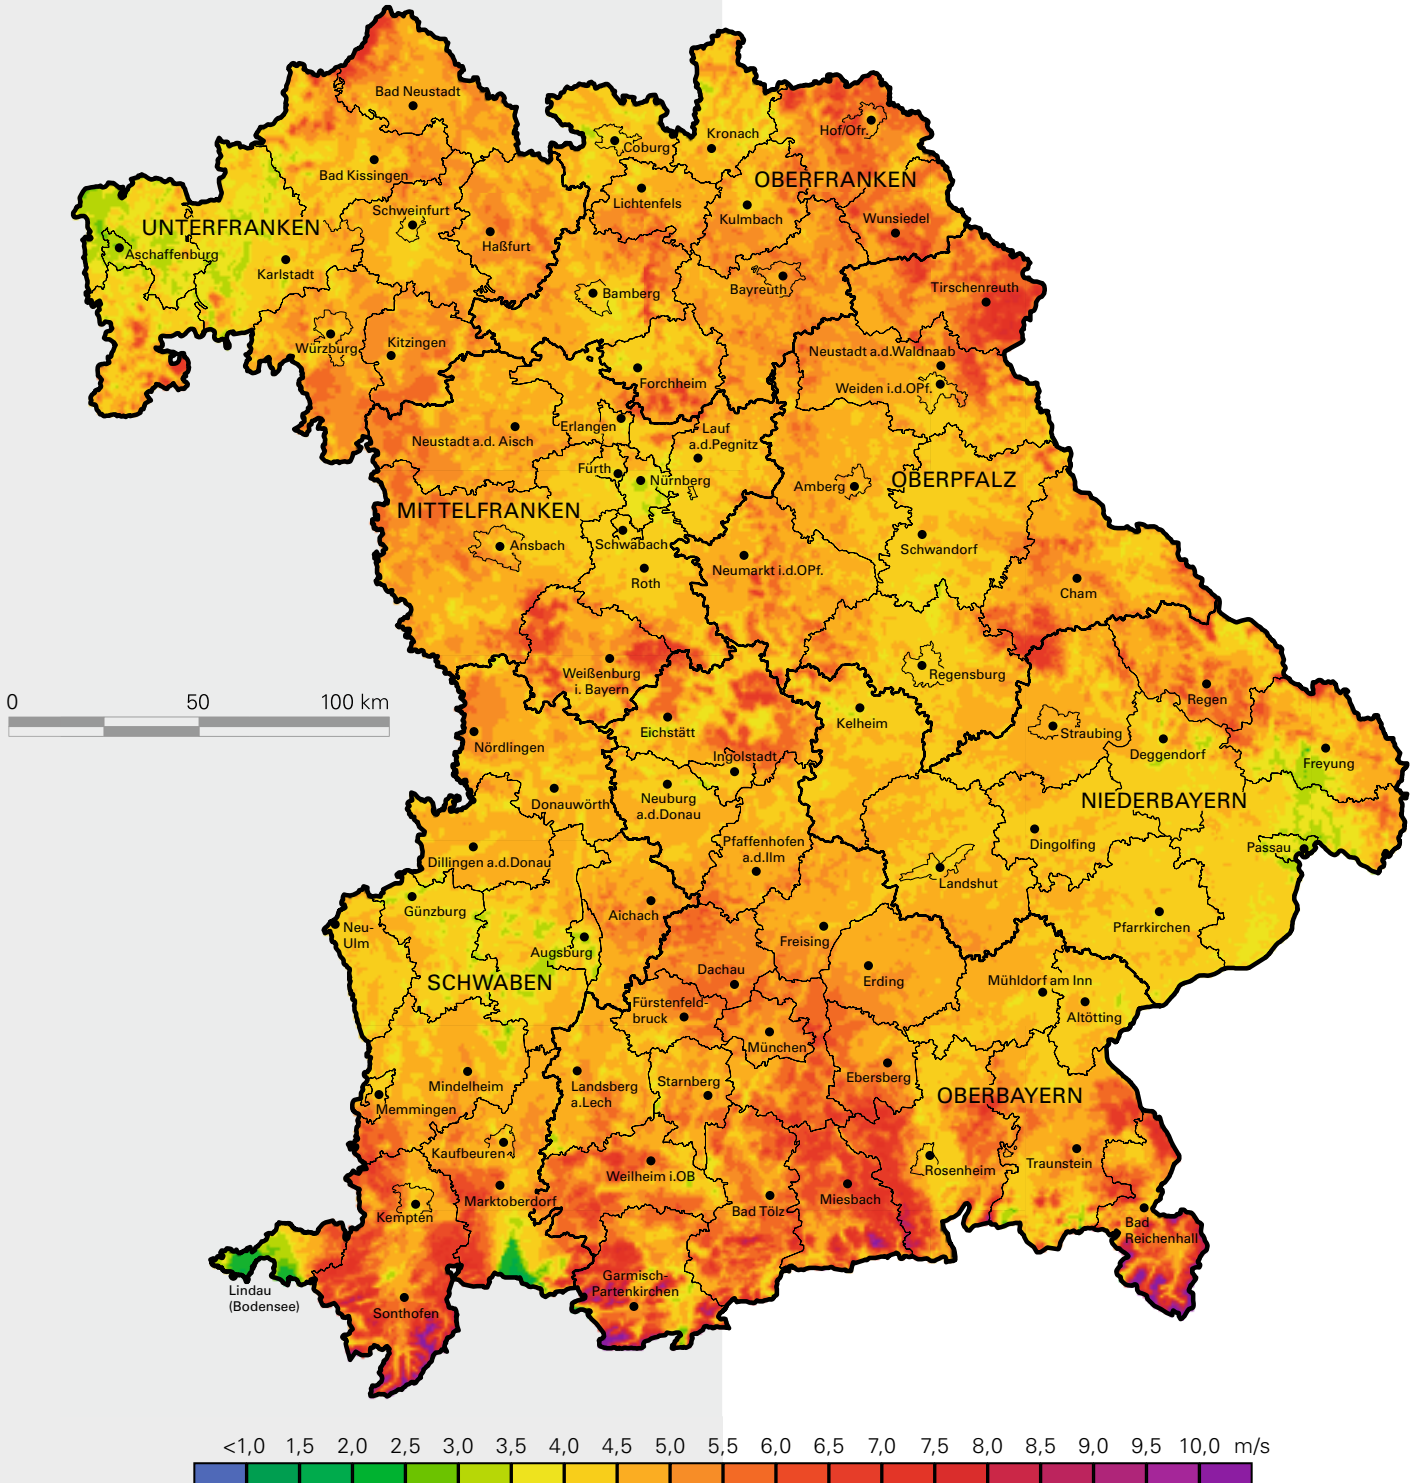 Bad Neustadt
Kronach
Hof/Ofr.
Coburg
Bad Kissingen
OBERFRANKEN
Lichtenfels
Schweinfurt
Kulmbach
Wunsiedel
UNTERFRANKEN
Haßfurt
Aschaffenburg
Karlstadt
Bayreuth
Tirschenreuth
Bamberg
Würzburg
Kitzingen
Neustadt a.d.Waldnaab
Forchheim
Weiden i.d.OPf.
Erlangen
Lauf
a.d.Pegnitz
Neustadt a.d. Aisch
Fürth
Nürnberg
Amberg
OBERPFALZ
MITTELFRANKEN
Ansbach
Schwabach
Schwandorf
Neumarkt i.d.OPf.
Roth
Cham
Weißenburg
i. Bayern
Regensburg
0 50 100 km
Regen
Kelheim
Eichstätt
Straubing
Nördlingen
Deggendorf
Ingolstadt
Freyung
Donauwörth
Neuburg
a.d.Donau
NIEDERBAYERN
Pfaffenhofen
a.d.Ilm
Dingolfing
Passau
Dillingen a.d.Donau
Landshut
Günzburg
Aichach
Neu-
Ulm
Pfarrkirchen
Freising
Augsburg
Dachau
SCHWABEN
Erding
Mühldorf am Inn
Fürstenfeld-
bruck
Altötting
München
Mindelheim
Landsberg
a.Lech
Starnberg
Ebersberg
OBERBAYERN
Memmingen
Kaufbeuren
Weilheim i.OB
Rosenheim
Traunstein
Marktoberdorf
Miesbach
Bad Tölz
Kempten
Bad
Reichenhall
Lindau
(Bodensee)
Garmisch-
Partenkirchen
Sonthofen
<1,0 1,5 2,0 2,5 3,0 3,5 4,0 4,5 5,0 5,5 6,0 6,5 7,0 7,5 8,0 8,5 9,0 9,5 10,0 m/s